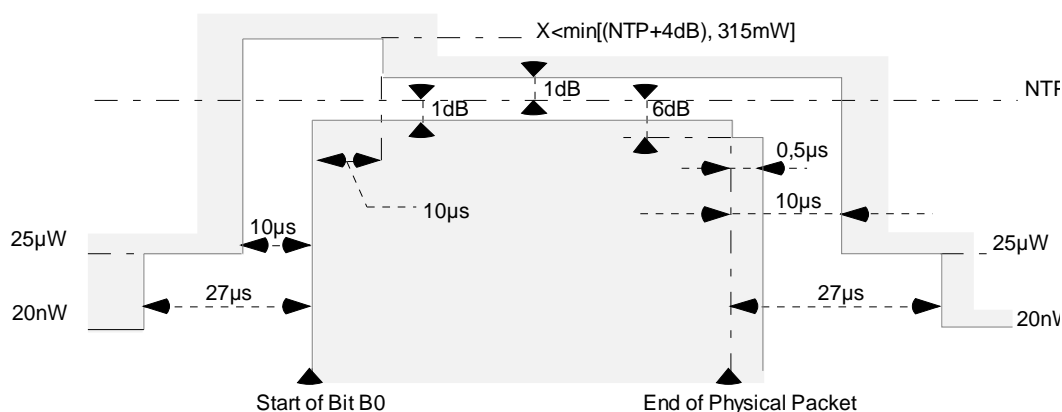 X<min[(NTP+4dB), 315mW]
NTP
1dB
1dB
6dB
0,5µs
10µs
10µs
10µs
25µW
25µW
27µs
27µs
20nW
20nW
Start of Bit B0
End of Physical Packet